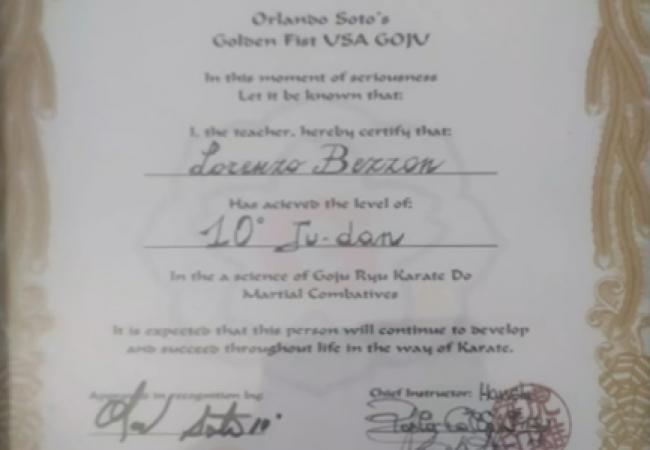 Orlando Soto's
Golden Fist USA GOJU
In this moment of seriousness
Let it be known that:
I, the teacher, hereby certify that:
Lorenzo Bezzon
Has acieved the level of:
10° Ju-dan
In the a science of Goju Ryu Karate Do
Martial Combatives
It is expected that this person will continue to develop
and succeed throughout life in the way of Karate.
in recognition by:
Soto 10°
Chief Instructor: Hanshi